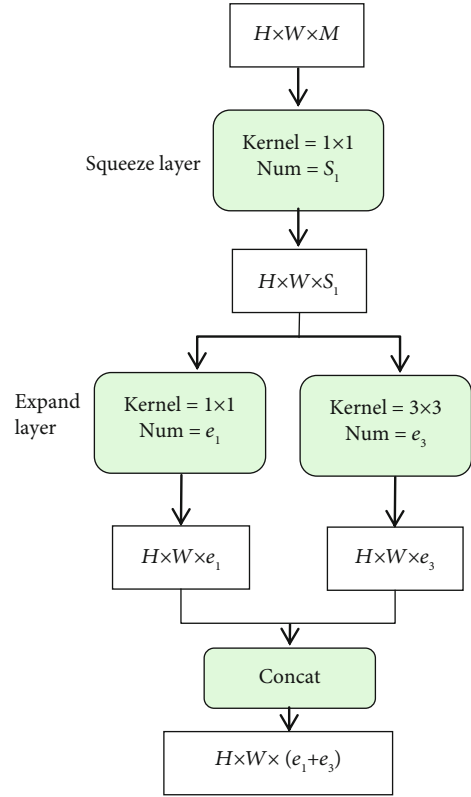 H×W×M
Squeeze layer
Kernel = 1×1
Num = S₁
H×W×S₁
Expand
layer
Kernel = 1×1
Num = e₁
Kernel = 3×3
Num = e₃
H×W×e₁
H×W×e₃
Concat
H×W× (e₁+e₃)